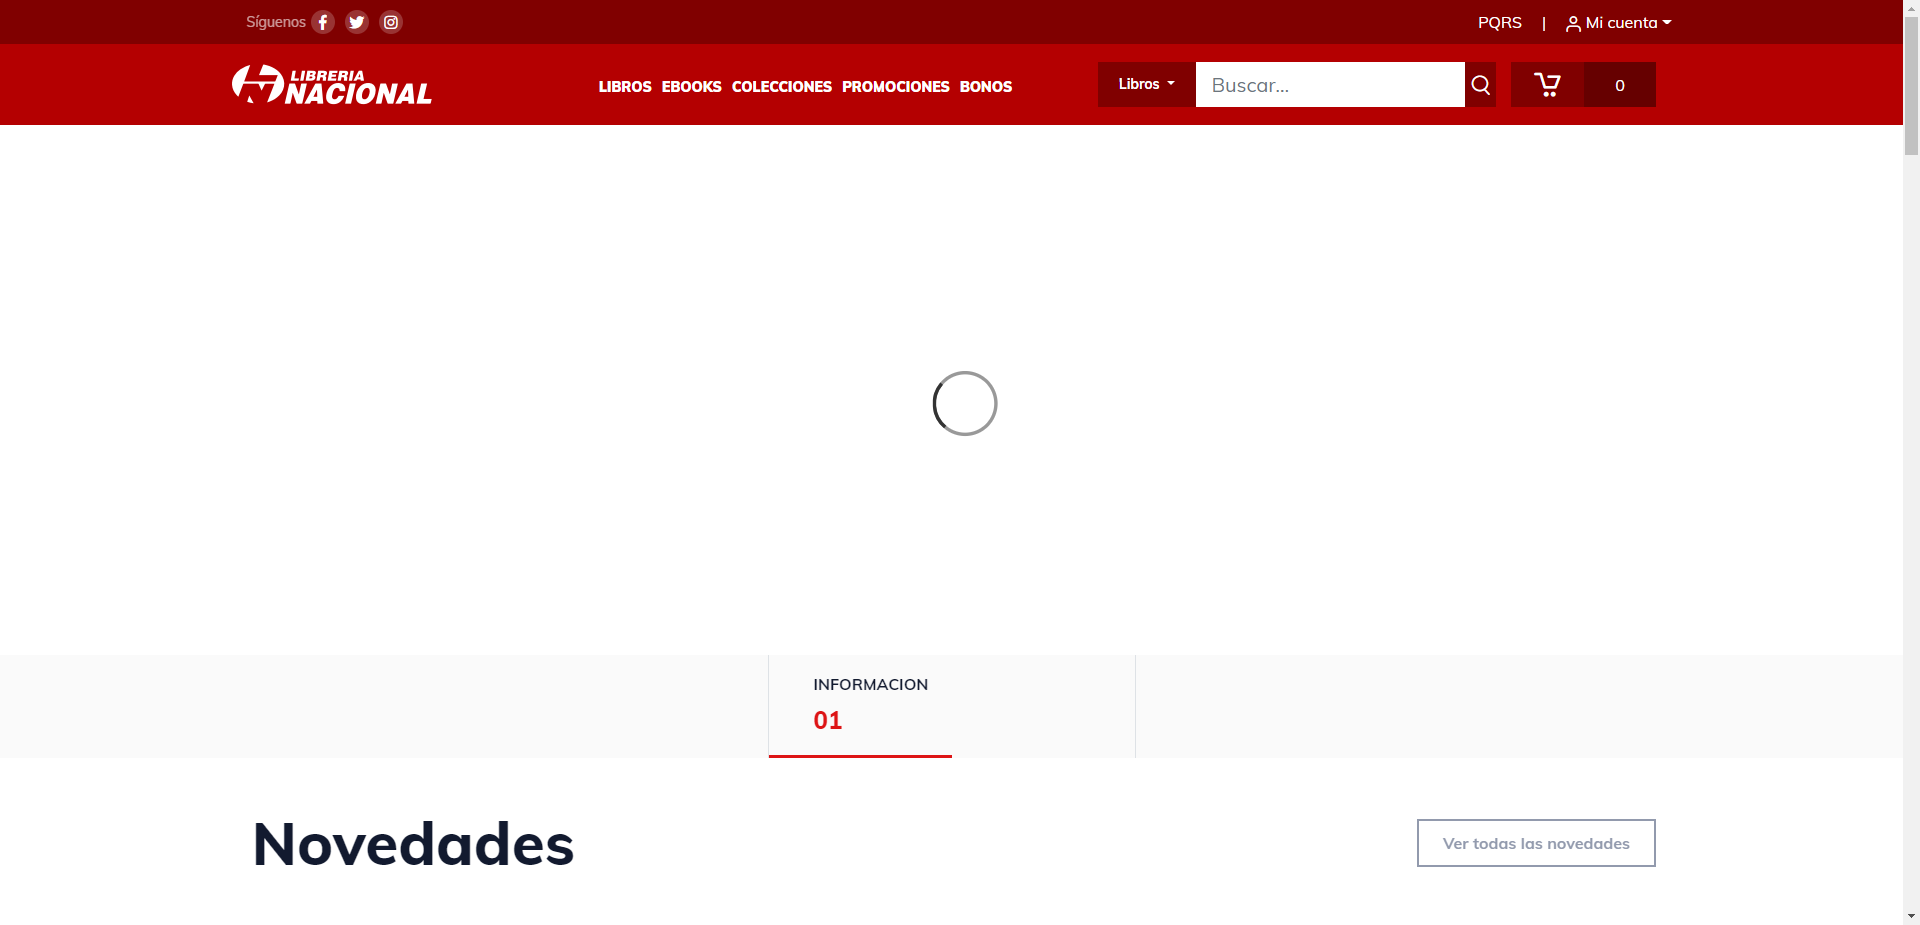 Síguenos
PQRS | Mi cuenta
LIBRERIA
NACIONAL
LIBROS EBOOKS COLECCIONES PROMOCIONES BONOS
Libros
Buscar...
0
INFORMACION
01
Novedades
Ver todas las novedades